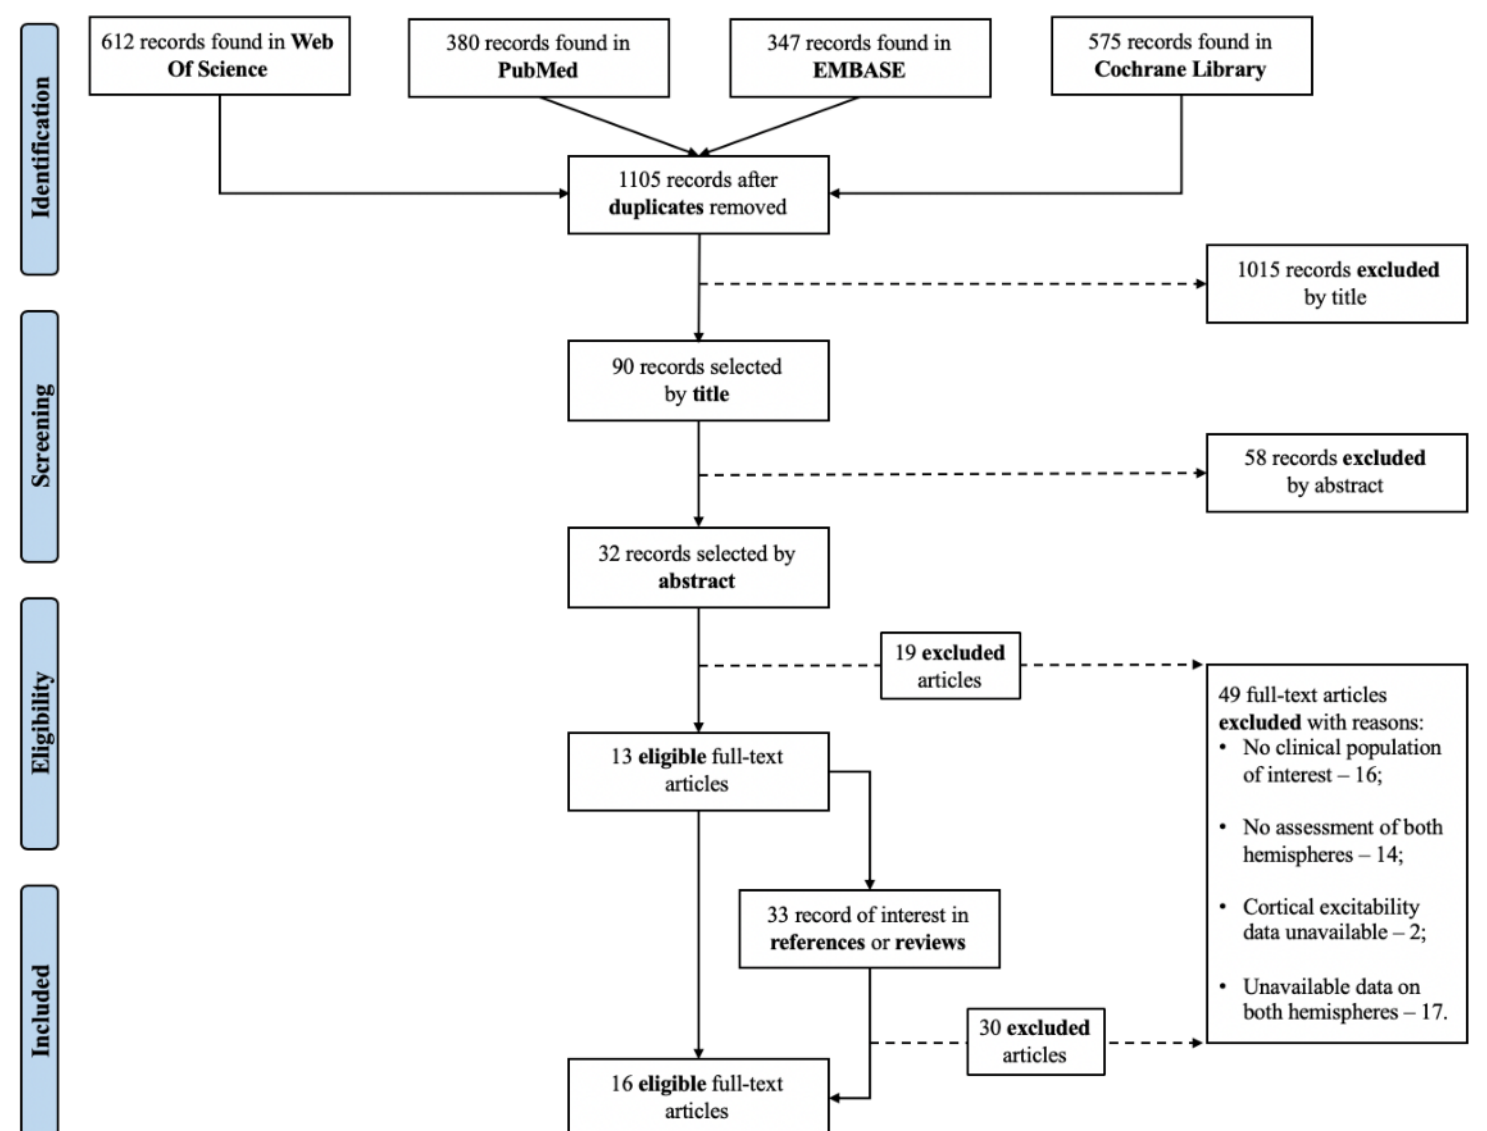 Identification
612 records found in Web
Of Science
380 records found in
PubMed
347 records found in
EMBASE
575 records found in
Cochrane Library
1105 records after
duplicates removed
1015 records excluded
by title
Screening
90 records selected
by title
58 records excluded
by abstract
32 records selected by
abstract
Eligibility
19 excluded
articles
13 eligible full-text
articles
49 full-text articles
excluded with reasons:
• No clinical population
of interest – 16;
• No assessment of both
hemispheres – 14;
• Cortical excitability
data unavailable – 2;
• Unavailable data on
both hemispheres – 17.
Included
33 record of interest in
references or reviews
30 excluded
articles
16 eligible full-text
articles